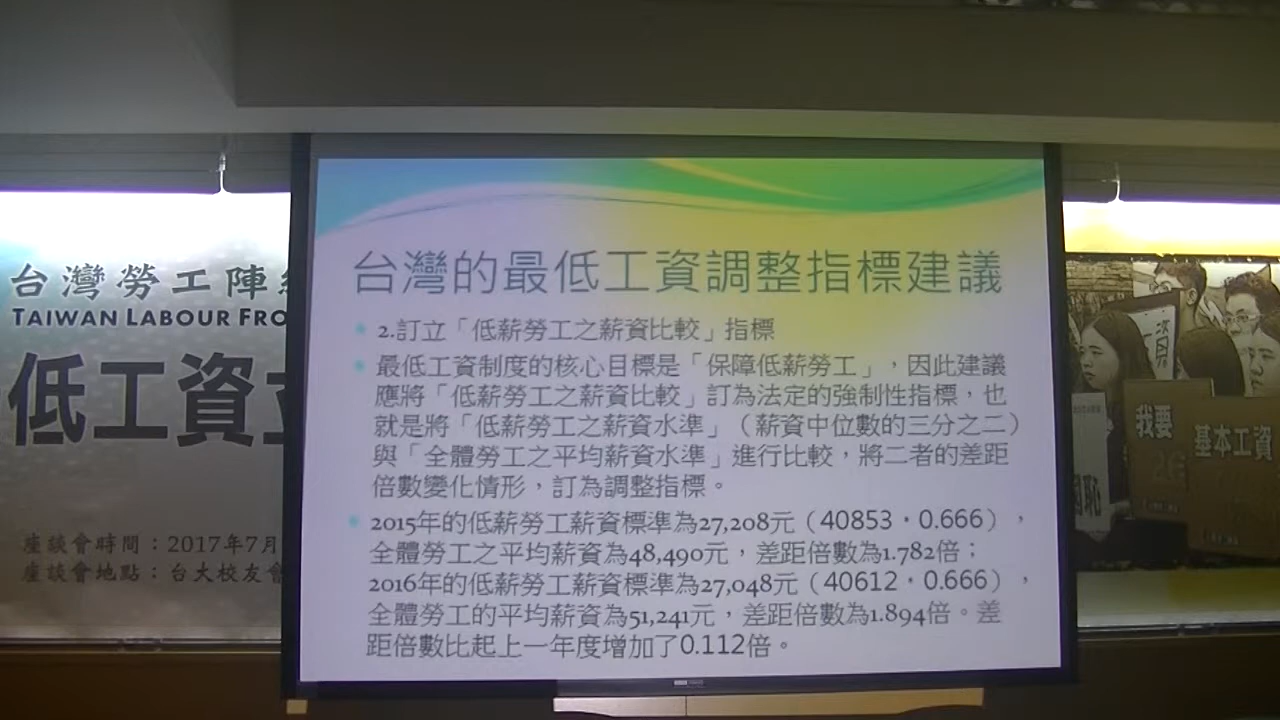 台灣的最低工資調整指標建議
2.訂立「低薪勞工之薪資比較」指標
最低工資制度的核心目標是「保障低薪勞工」，因此建議
應將「低薪勞工之薪資比較」訂為法定的強制性指標，也
就是將「低薪勞工之薪資水準」（薪資中位數的三分之二）
與「全體勞工之平均薪資水準」進行比較，將二者的差距
倍數變化情形，訂為調整指標。
2015年的低薪勞工薪資標準為27,208元（40853・0.666），
全體勞工之平均薪資為48,490元，差距倍數為1.782倍；
2016年的低薪勞工薪資標準為27,048元（40612・0.666），
全體勞工的平均薪資為51,241元，差距倍數為1.894倍。差
距倍數比起上一年度增加了0.112倍。
台灣勞工陣
TAIWAN LABOUR FRO
低工資
座談會時間：2017年7月
座談會地點：台大校友會
我要
基本工資